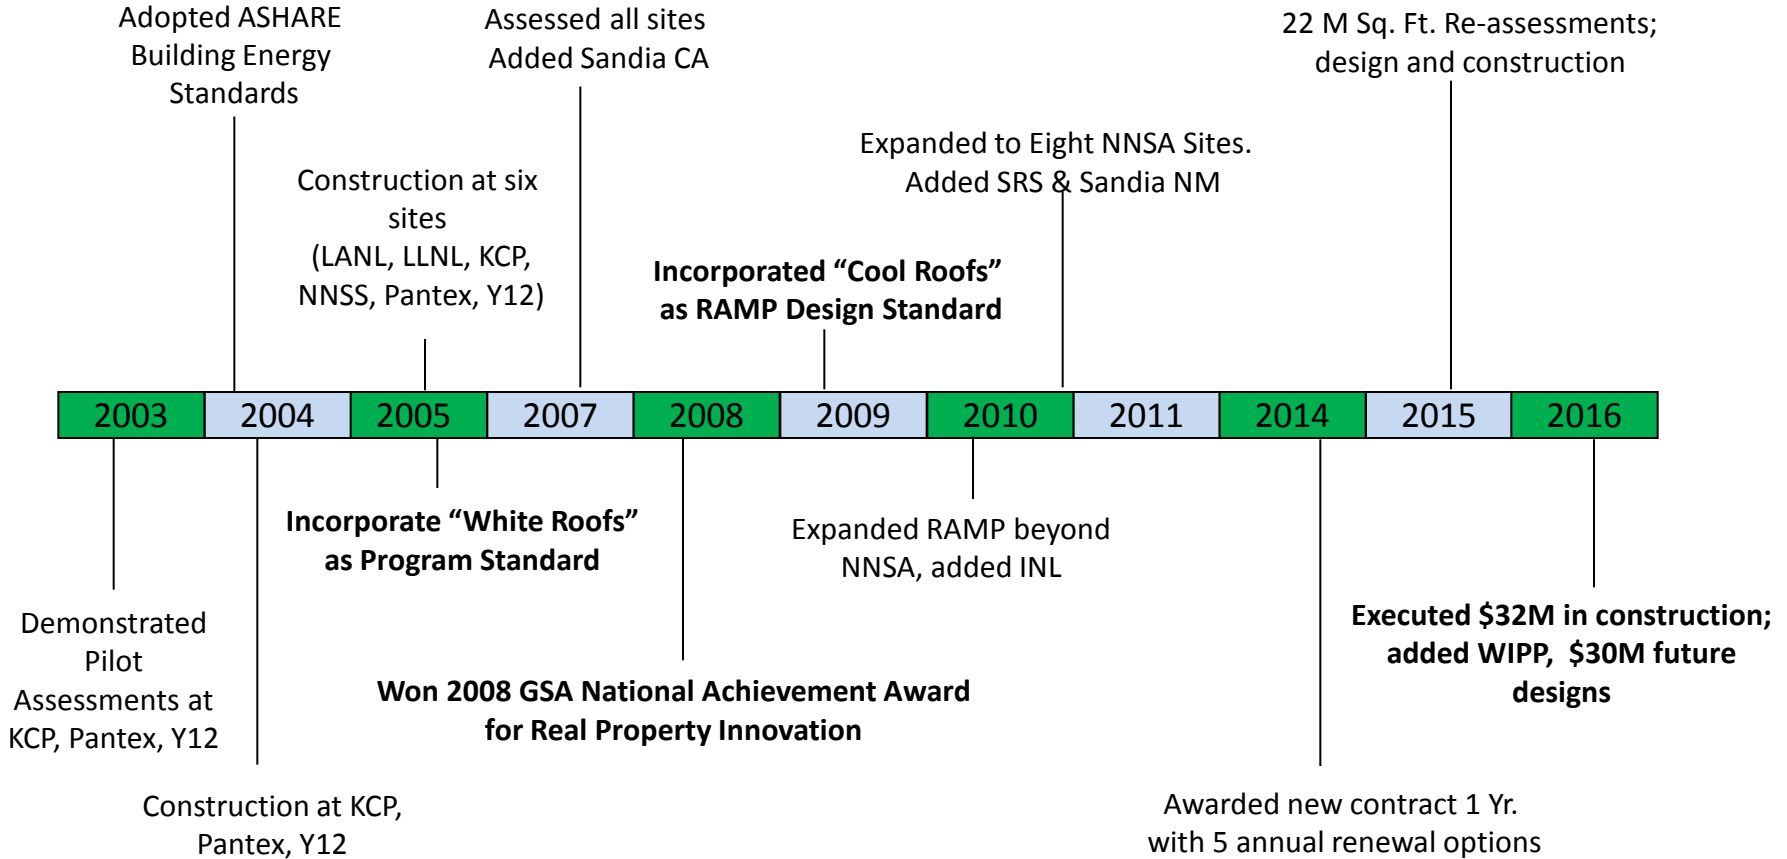 Adopted ASHARE
Building Energy
Standards
Assessed all sites
Added Sandia CA
22 M Sq. Ft. Re-assessments;
design and construction
Construction at six
sites
(LANL, LLNL, KCP,
NNSS, Pantex, Y12)
Expanded to Eight NNSA Sites.
Added SRS & Sandia NM
Incorporated “Cool Roofs”
as RAMP Design Standard
2003 2004 2005 2007 2008 2009 2010 2011 2014 2015 2016
Incorporate “White Roofs”
as Program Standard
Expanded RAMP beyond
NNSA, added INL
Demonstrated
Pilot
Assessments at
KCP, Pantex, Y12
Won 2008 GSA National Achievement Award
for Real Property Innovation
Executed $32M in construction;
added WIPP, $30M future
designs
Construction at KCP,
Pantex, Y12
Awarded new contract 1 Yr.
with 5 annual renewal options